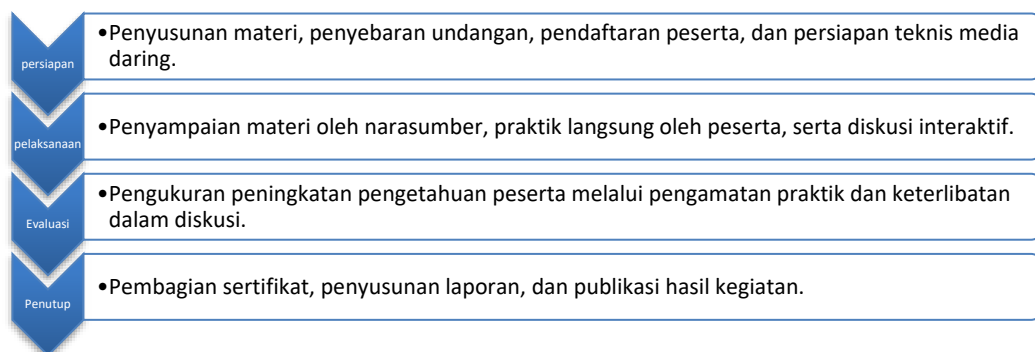 persiapan
•Penyusunan materi, penyebaran undangan, pendaftaran peserta, dan persiapan teknis media
daring.
pelaksanaan
•Penyampaian materi oleh narasumber, praktik langsung oleh peserta, serta diskusi interaktif.
Evaluasi
•Pengukuran peningkatan pengetahuan peserta melalui pengamatan praktik dan keterlibatan
dalam diskusi.
Penutup
•Pembagian sertifikat, penyusunan laporan, dan publikasi hasil kegiatan.